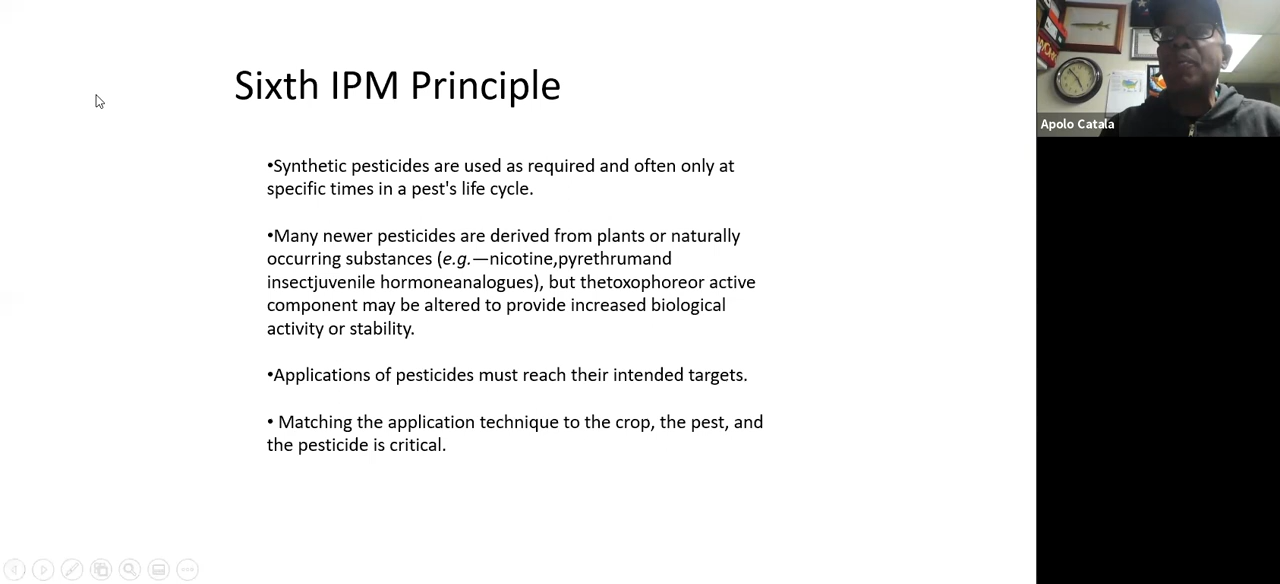 Sixth IPM Principle
•Synthetic pesticides are used as required and often only at
specific times in a pest's life cycle.
•Many newer pesticides are derived from plants or naturally
occurring substances (e.g.—nicotine,pyrethrumand
insectjuvenile hormoneanalogues), but thetoxophoreor active
component may be altered to provide increased biological
activity or stability.
•Applications of pesticides must reach their intended targets.
• Matching the application technique to the crop, the pest, and
the pesticide is critical.
Apolo Catala